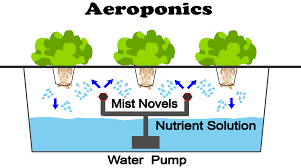 Aeroponics
Mist Novels
Nutrient Solution
Water Pump